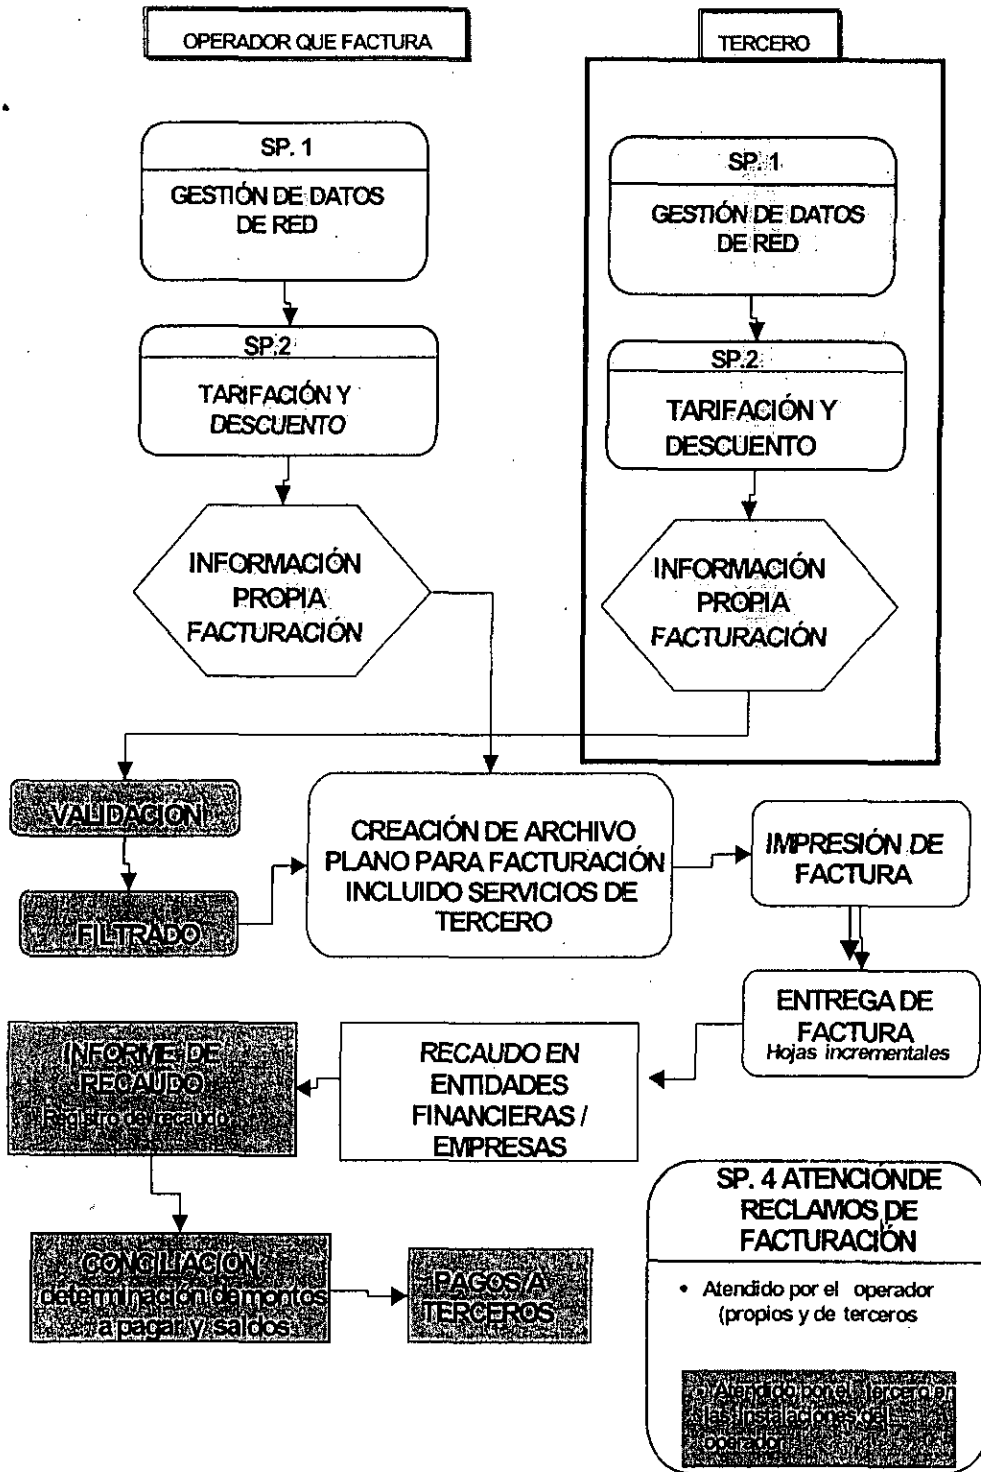 OPERADOR QUE FACTURA
TERCERO
SP. 1
GESTIÓN DE DATOS
DE RED
SP. 1
GESTIÓN DE DATOS
DE RED
SP.2
TARIFACIÓN Y
DESCUENTO
SP.2
TARIFACIÓN Y
DESCUENTO
INFORMACIÓN
PROPIA
FACTURACIÓN
INFORMACIÓN
PROPIA
FACTURACIÓN
VALIDACIÓN
FILTRADO
CREACIÓN DE ARCHIVO
PLANO PARA FACTURACIÓN
INCLUIDO SERVICIOS DE
TERCERO
IMPRESIÓN DE
FACTURA
ENTREGA DE
FACTURA
Hojas incrementales
RECAUDO EN
ENTIDADES
FINANCIERAS /
EMPRESAS
INFORME DE
RECAUDO
Registro de recaudo
CONCILIACIÓN
determinación de montos
a pagar y saldos
PAGOS A
TERCEROS
SP. 4 ATENCIÓNDE
RECLAMOS DE
FACTURACIÓN
• Atendido por el operador
(propios y de terceros
• Atendido por el tercero en
las instalaciones del
operador